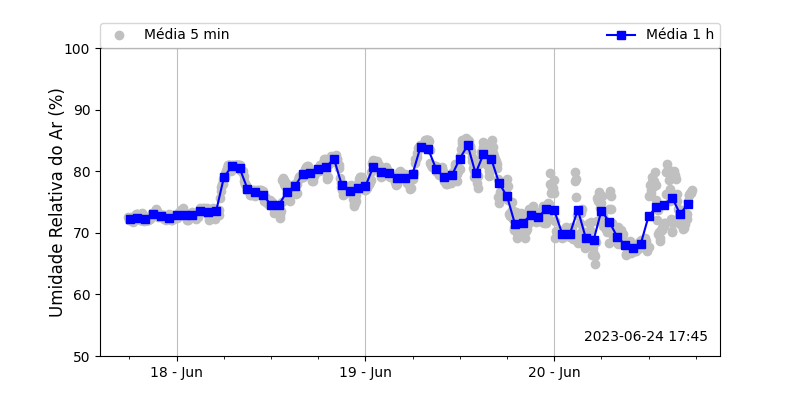 Média 5 min
Média 1 h
Umidade Relativa do Ar (%)
100
90
80
70
60
50
2023-06-24 17:45
18 - Jun
19 - Jun
20 - Jun